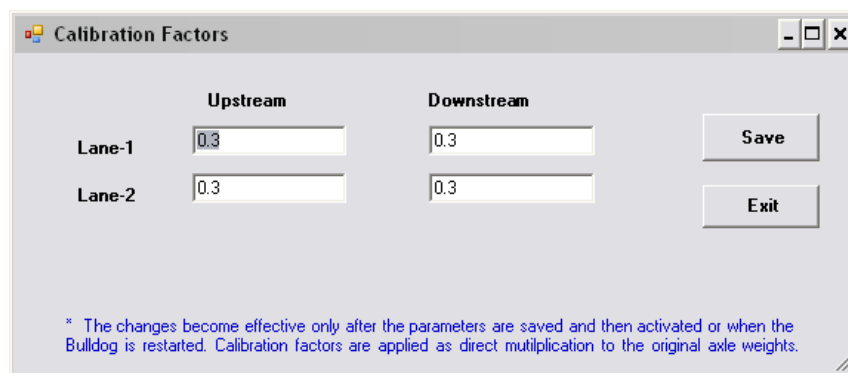 Calibration Factors
Upstream Downstream
Lane-1 0.3 0.3 Save
Lane-2 0.3 0.3 Exit
* The changes become effective only after the parameters are saved and then activated or when the
Bulldog is restarted. Calibration factors are applied as direct mutilplication to the original axle weights.